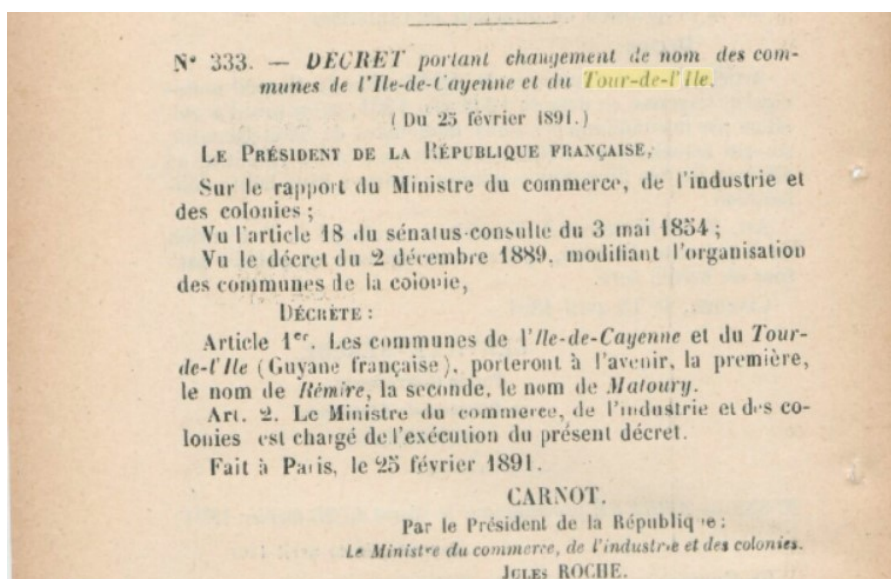 N° 333. — DÉCRET portant changement de nom des com-
munes de l'Ile-de-Cayenne et du Tour-de-l'Ile.
(Du 25 février 1891.)
LE PRÉSIDENT DE LA RÉPUBLIQUE FRANÇAISE,
Sur le rapport du Ministre du commerce, de l'industrie et
des colonies ;
Vu l'article 18 du sénatus-consulte du 3 mai 1854 ;
Vu le décret du 2 décembre 1889, modifiant l'organisation
des communes de la colonie,
DÉCRÈTE :
Article 1er. Les communes de l'Ile-de-Cayenne et du Tour-
de-l'Ile (Guyane française), porteront à l'avenir, la première,
le nom de Rémire, la seconde, le nom de Matoury.
Art. 2. Le Ministre du commerce, de l'industrie et des co-
lonies est chargé de l'exécution du présent décret.
Fait à Paris, le 25 février 1891.
CARNOT.
Par le Président de la République :
Le Ministre du commerce, de l'industrie et des colonies.
JULES ROCHE.